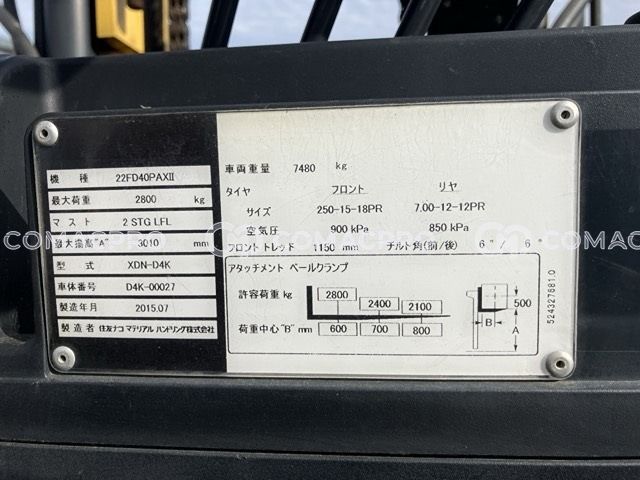 機種 22FD40PAXII
最大荷重 2800 kg
マスト 2 STG LFL
最大揚高"A" 3010 mm
型式 XDN-D4K
車体番号 D4K-00027
製造年月 2015.07
製造者 住友ナコ マテリアル ハンドリング株式会社
車両重量 7480 kg
タイヤ フロント リヤ
サイズ 250-15-18PR 7.00-12-12PR
空気圧 900 kPa 850 kPa
フロント トレッド 1150 mm チルト角(前/後) 6° / 6°
アタッチメント ベールクランプ
許容荷重 kg 2800 2400 2100
荷重中心"B" mm 600 700 800
500
B
A
524327681.0
COMACPRO
COMACPRO
COMAC